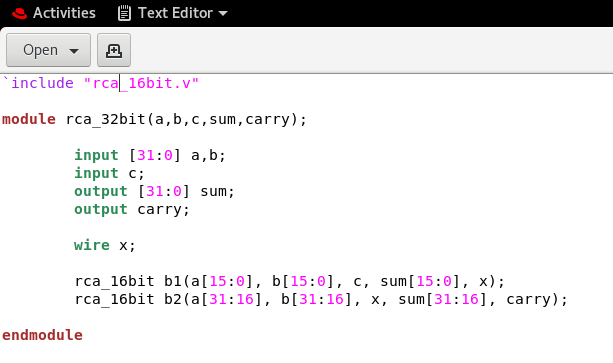 Activities Text Editor
Open
`include "rca_16bit.v"
module rca_32bit(a,b,c,sum,carry);
input [31:0] a,b;
input c;
output [31:0] sum;
output carry;
wire x;
rca_16bit b1(a[15:0], b[15:0], c, sum[15:0], x);
rca_16bit b2(a[31:16], b[31:16], x, sum[31:16], carry);
endmodule